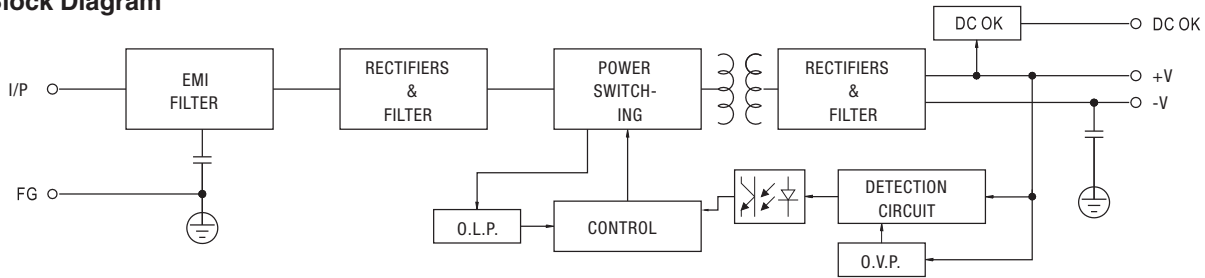 Block Diagram
DC OK
DC OK
I/P
EMI
FILTER
RECTIFIERS
&
FILTER
POWER
SWITCH-
ING
RECTIFIERS
&
FILTER
+V
-V
FG
O.L.P.
CONTROL
DETECTION
CIRCUIT
O.V.P.